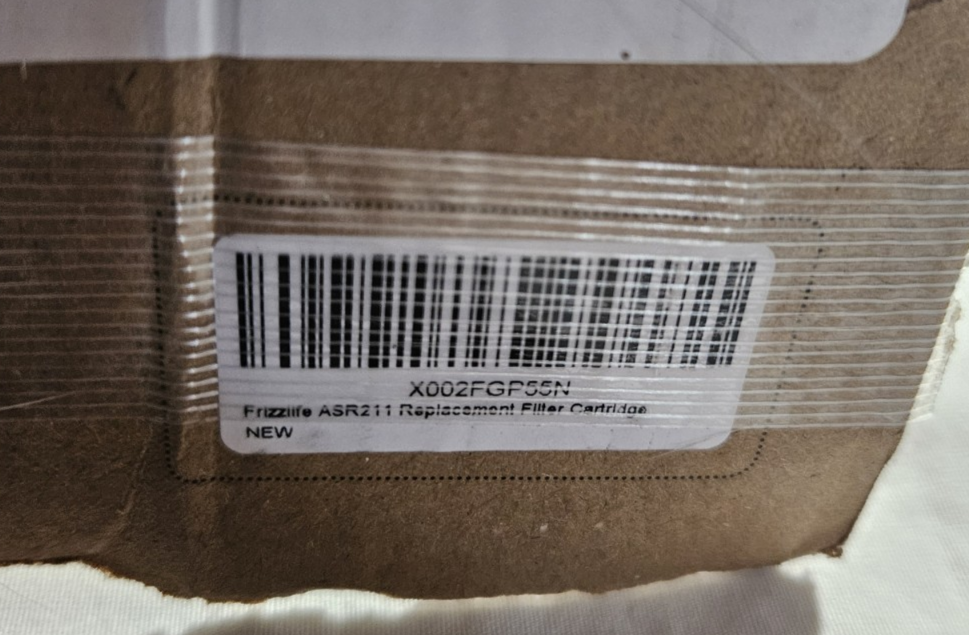 X002FGP55N
Frizzlife ASR211 Replacement Filter Cartridge
NEW